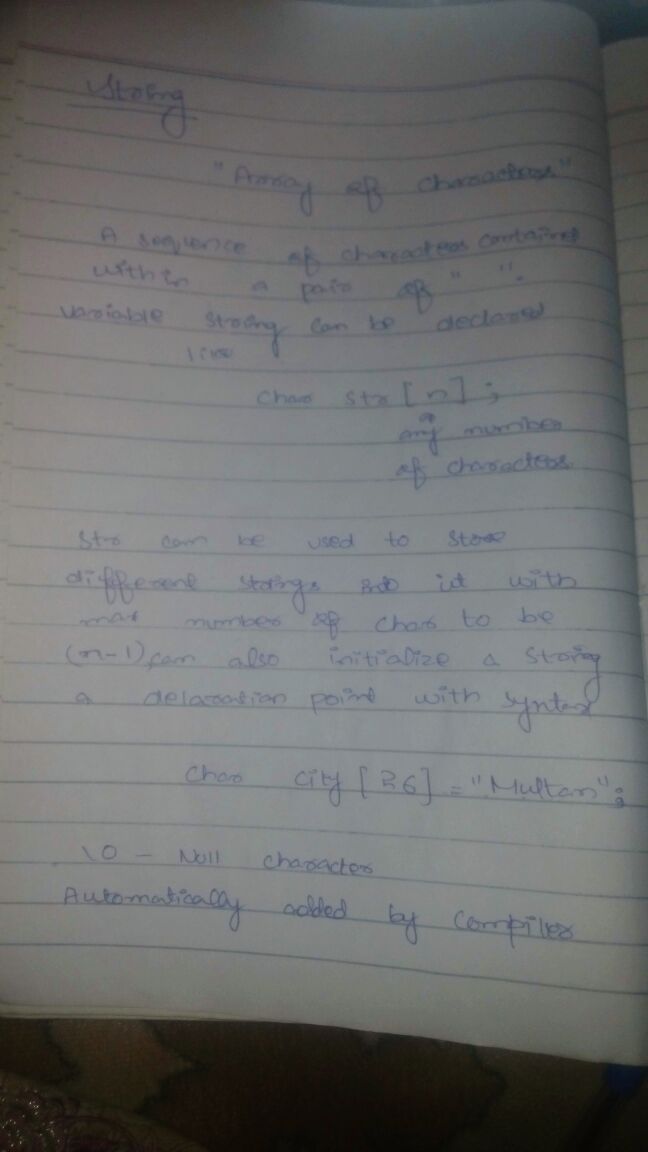 String
"Array of characters"
A sequence of characters contained
within a pair of " ".
variable string can be declared
like
char str [n] ;
any number
of characters.
str can be used to store
different strings in it with
max number of char to be
(n-1) can also initialize a string
a delaration point with syntax
char city [36] = "Multan" ;
\0 - Null character
Automatically added by compiler